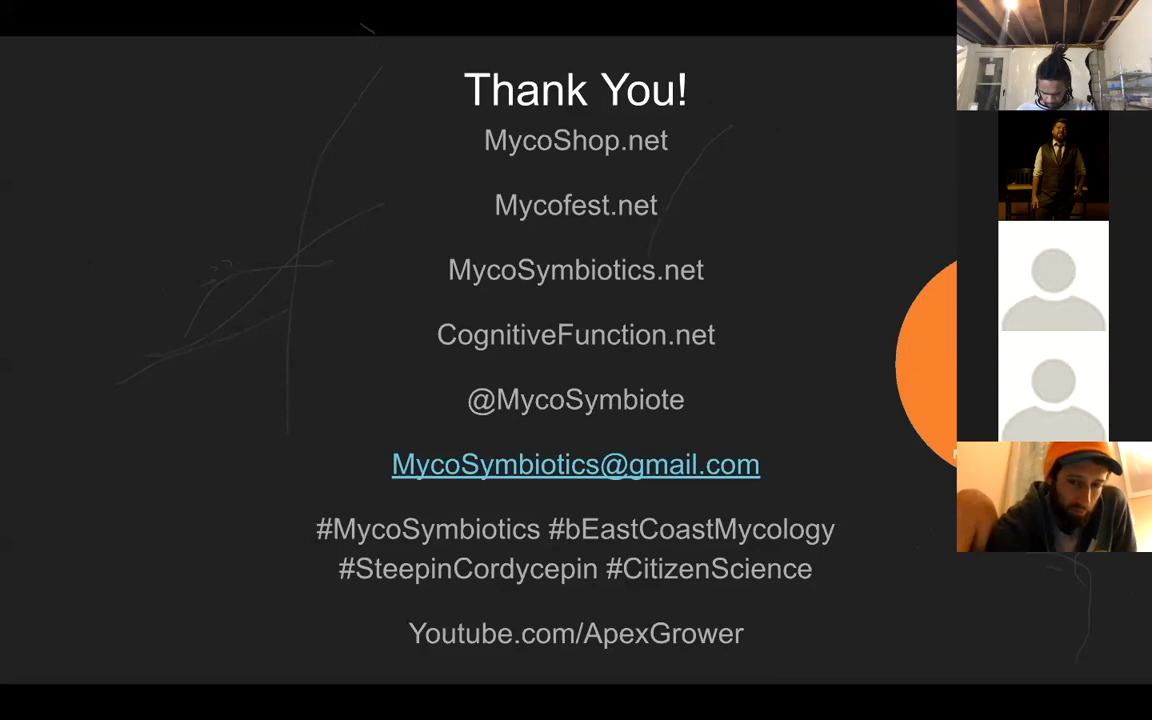 Thank You!
MycoShop.net
Mycofest.net
MycoSymbiotics.net
CognitiveFunction.net
@MycoSymbiote
MycoSymbiotics@gmail.com
#MycoSymbiotics #bEastCoastMycology
#SteepinCordycepin #CitizenScience
Youtube.com/ApexGrower